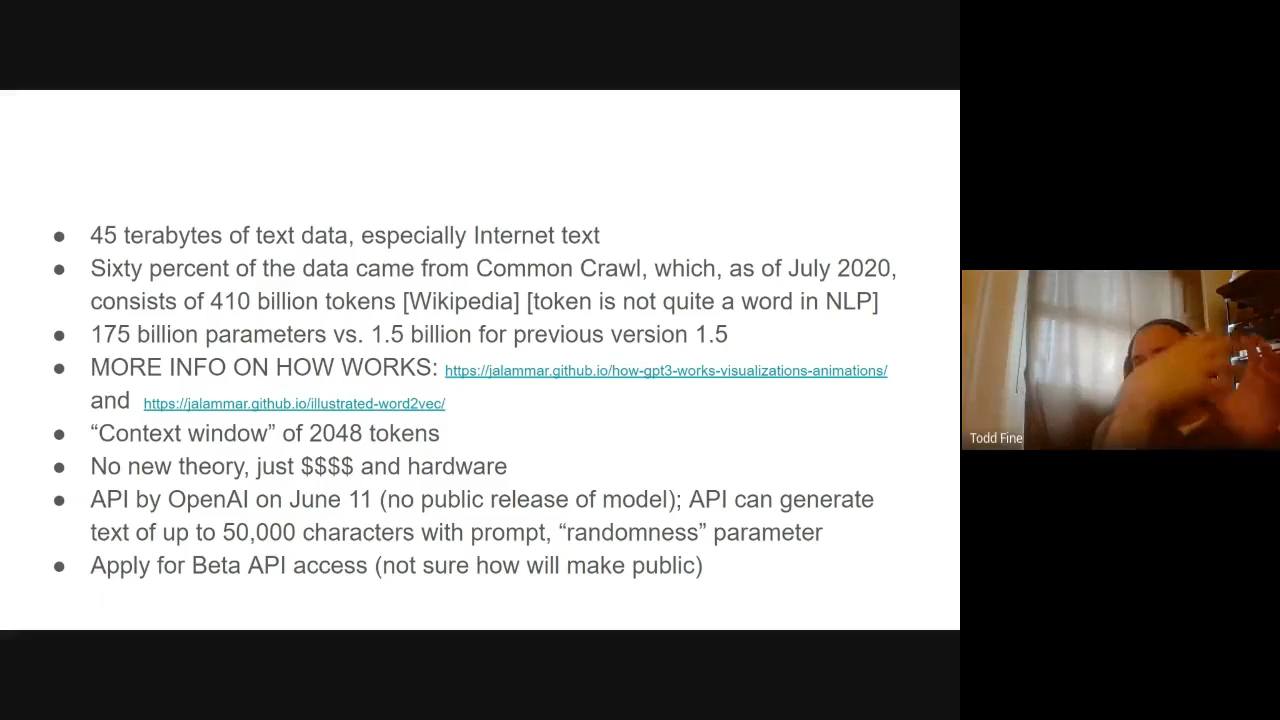 ● 45 terabytes of text data, especially Internet text
● Sixty percent of the data came from Common Crawl, which, as of July 2020,
consists of 410 billion tokens [Wikipedia] [token is not quite a word in NLP]
● 175 billion parameters vs. 1.5 billion for previous version 1.5
● MORE INFO ON HOW WORKS: https://jalammar.github.io/how-gpt3-works-visualizations-animations/
and https://jalammar.github.io/illustrated-word2vec/
● “Context window” of 2048 tokens
● No new theory, just $$$$ and hardware
● API by OpenAI on June 11 (no public release of model); API can generate
text of up to 50,000 characters with prompt, “randomness” parameter
● Apply for Beta API access (not sure how will make public)
Todd Fine